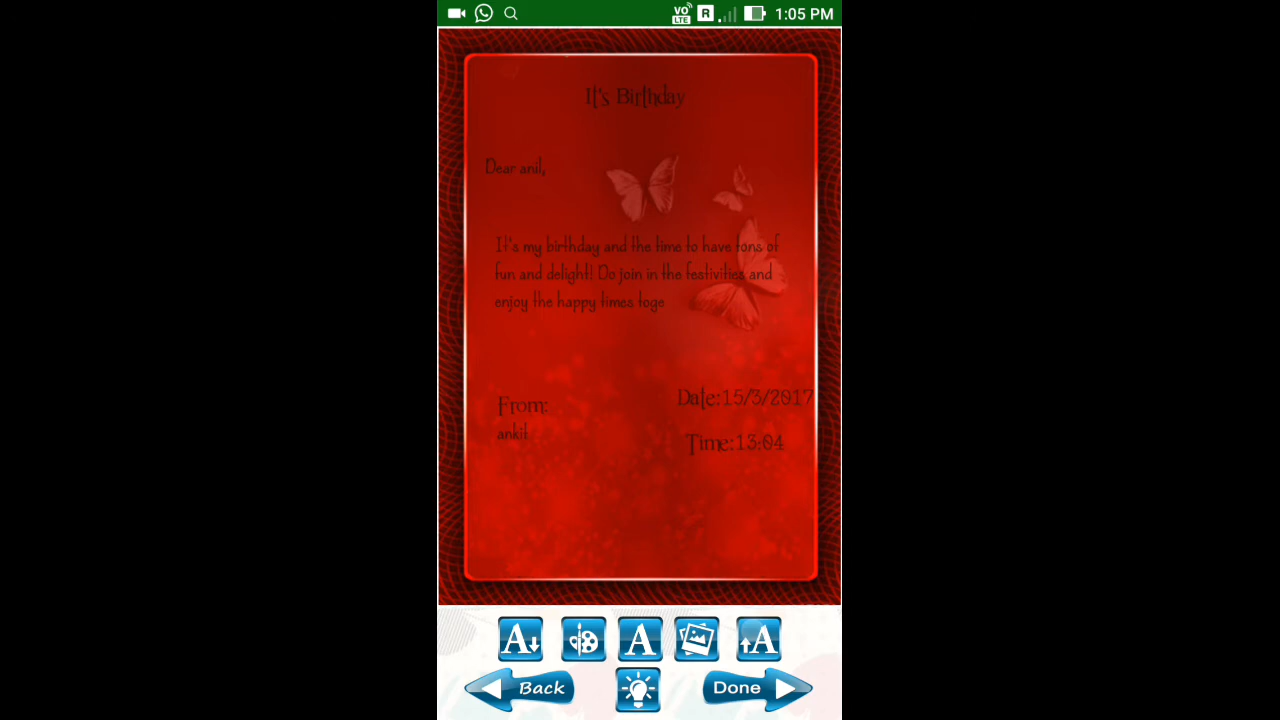 VO LTE R 1:05 PM
It's Birthday
Dear anil,
It's my birthday and the time to have tons of
fun and delight! Do join in the festivities and
enjoy the happy times toge
From:
ankit
Date:15/3/2017
Time:13:04
A A A
Back Done